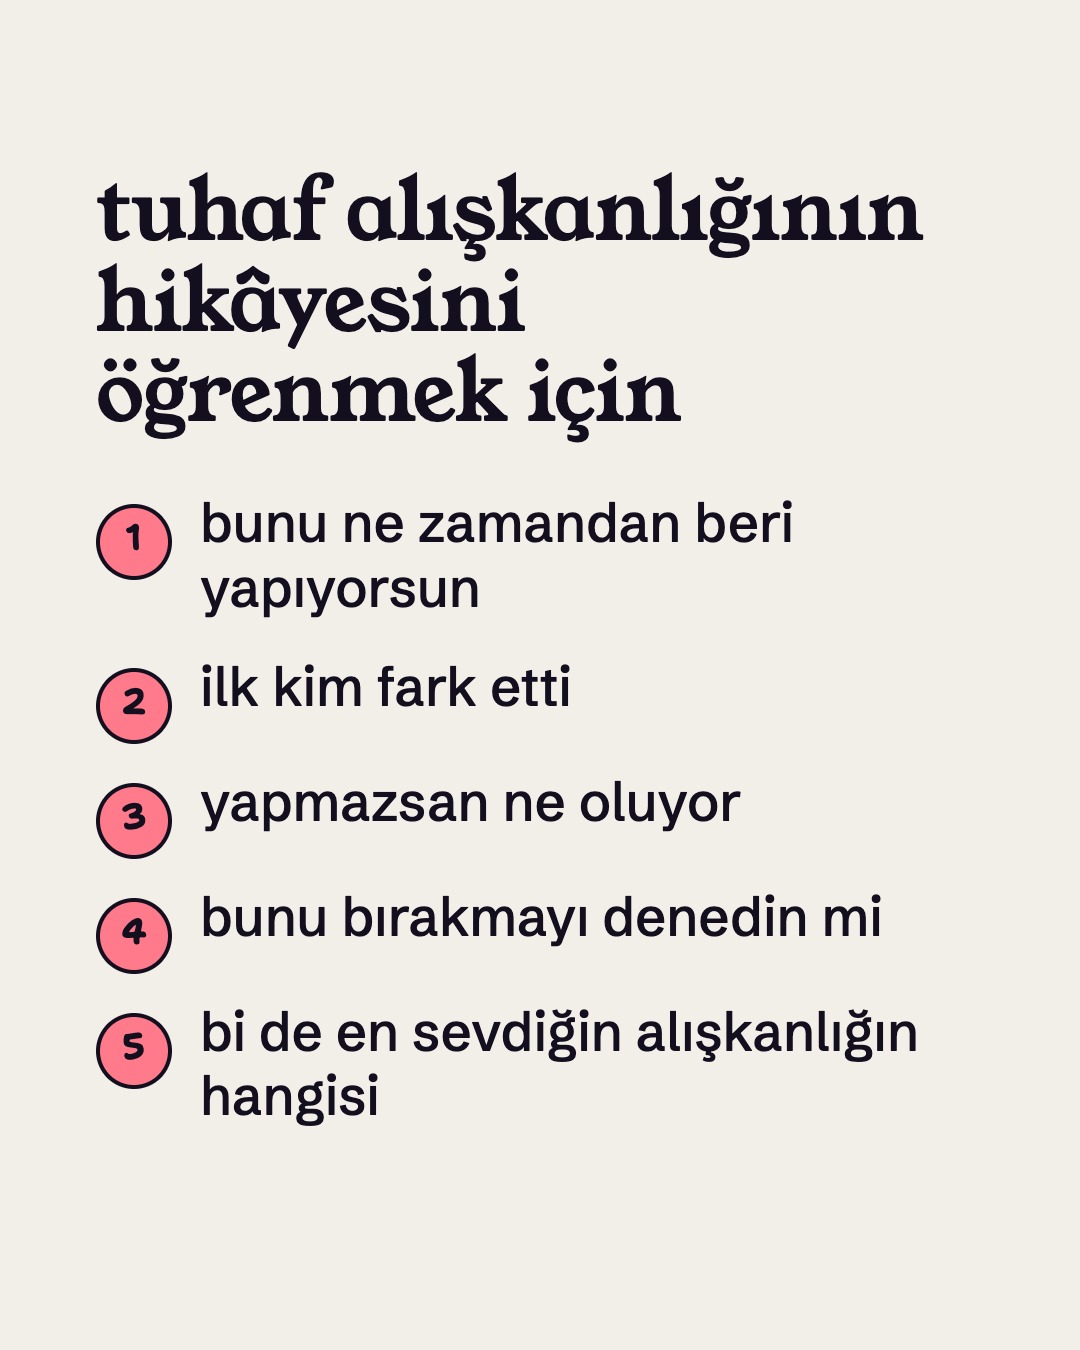 tuhaf alışkanlığının
hikâyesini
öğrenmek için
1 bunu ne zamandan beri
yapıyorsun
2 ilk kim fark etti
3 yapmazsan ne oluyor
4 bunu bırakmayı denedin mi
5 bi de en sevdiğin alışkanlığın
hangisi